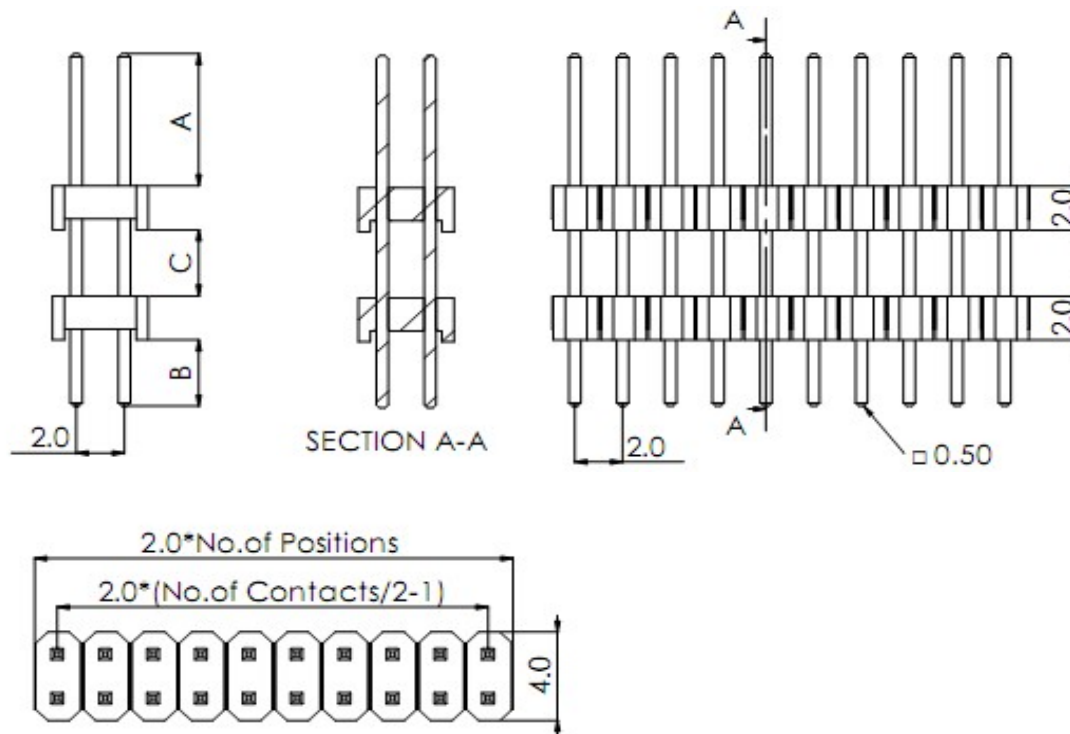 A
A
C
B
2.0
SECTION A-A
2.0
2.0
A
2.0
□ 0.50
2.0*No.of Positions
2.0*(No.of Contacts/2-1)
4.0